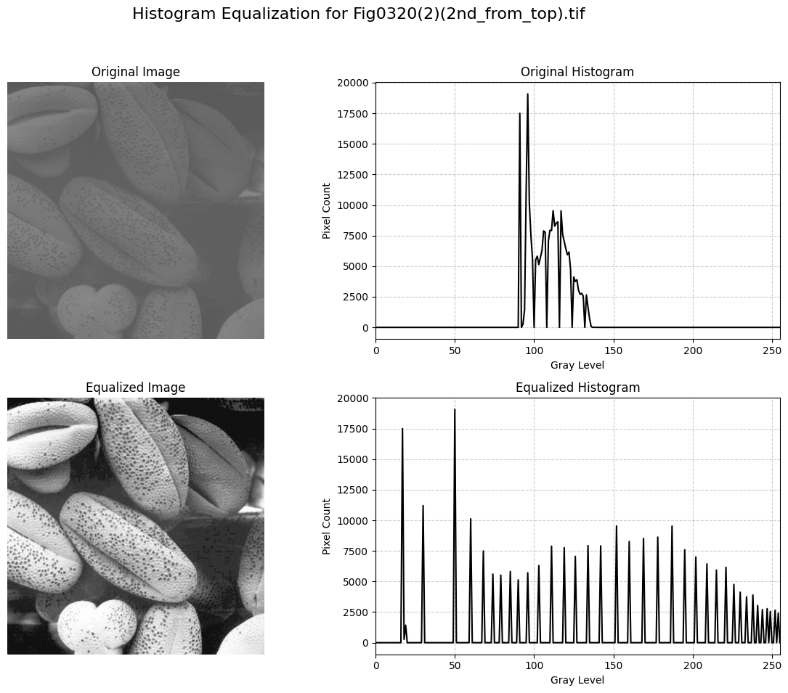 Histogram Equalization for Fig0320(2)(2nd_from_top).tif
Original Image
Original Histogram
20000
17500
15000
12500
10000
7500
5000
2500
0
Pixel Count
0 50 100 150 200 250
Gray Level
Equalized Image
Equalized Histogram
20000
17500
15000
12500
10000
7500
5000
2500
0
Pixel Count
0 50 100 150 200 250
Gray Level